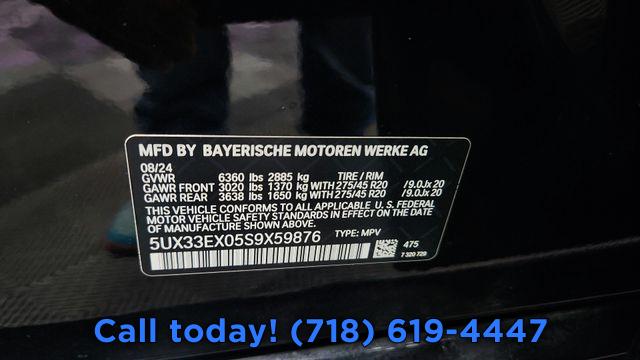 MFD BY BAYERISCHE MOTOREN WERKE AG
08/24
GVWR 6360 lbs 2885 kg TIRE / RIM
GAWR FRONT 3020 lbs 1370 kg WITH 275/45 R20 /9.0Jx 20
GAWR REAR 3638 lbs 1650 kg WITH 275/45 R20 /9.0Jx 20
THIS VEHICLE CONFORMS TO ALL APPLICABLE U. S. FEDERAL
MOTOR VEHICLE SAFETY STANDARDS IN EFFECT ON THE DATE
OF MANUFACTURE SHOWN ABOVE.
5UX33EX05S9X59876 TYPE: MPV
475
7 320 729
Call today! (718) 619-4447